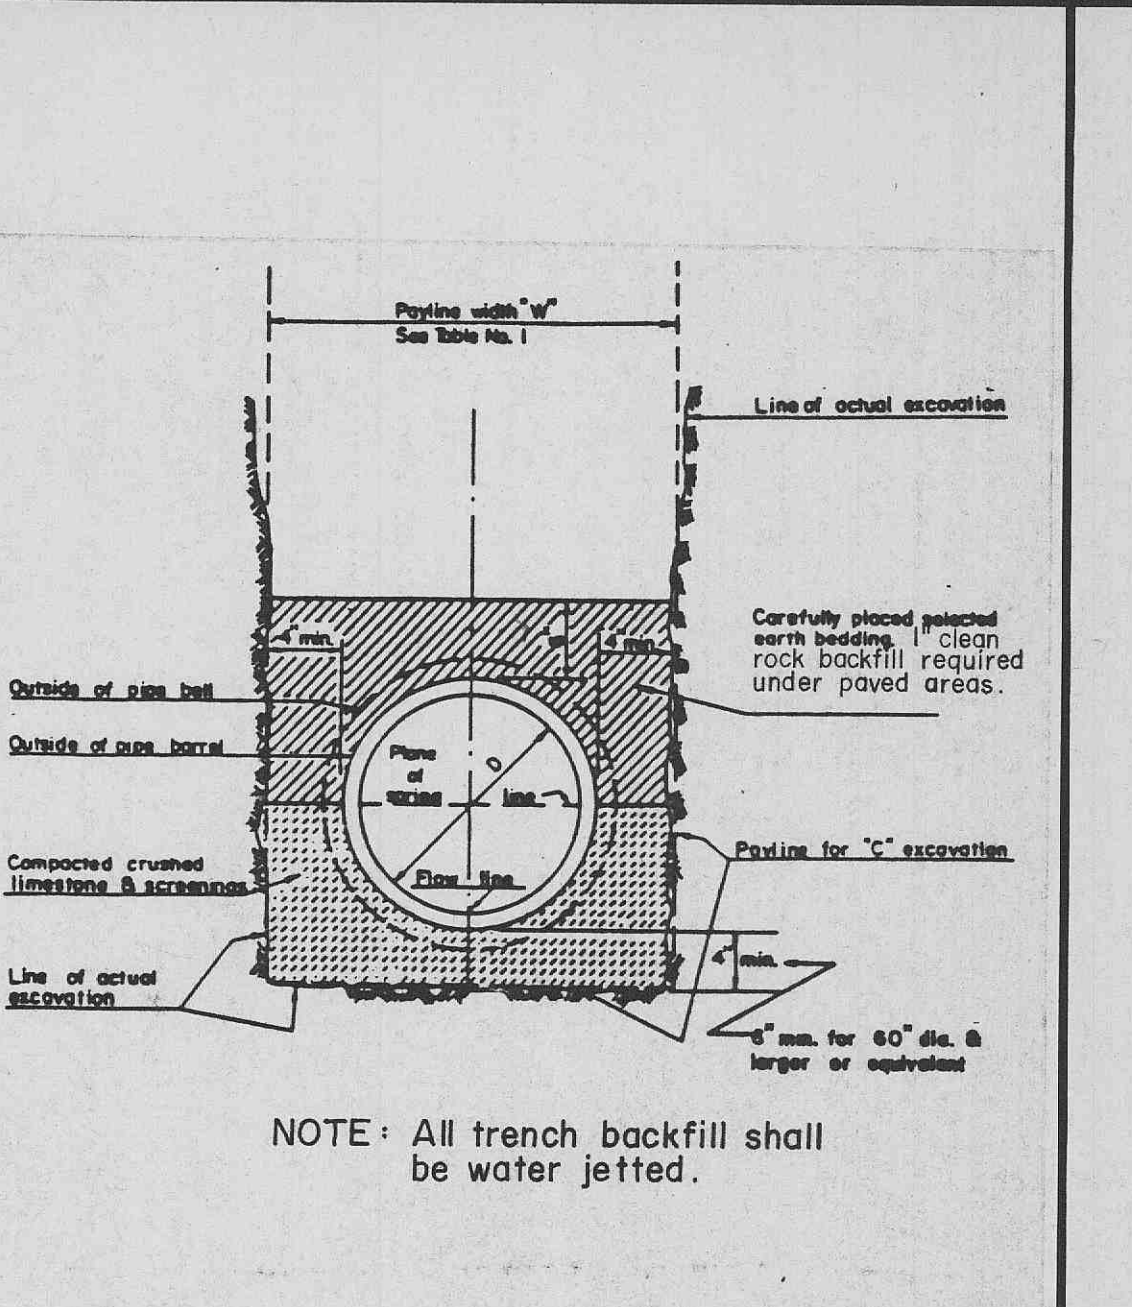 Payline width "W"
See Table No. 1
Line of actual excavation
4" min.
4" min.
Carefully placed selected
earth bedding. 1" clean
rock backfill required
under paved areas.
Outside of pipe bell
Outside of pipe barrel
Plane
of
spring
line
D
Flow line
Compacted crushed
limestone & screenings
Payline for "C" excavation
Line of actual
excavation
4" min.
6" min. for 60" dia. &
larger or equivalent
NOTE: All trench backfill shall
be water jetted.